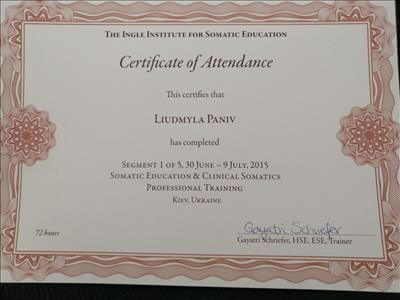 THE INGLE INSTITUTE FOR SOMATIC EDUCATION
Certificate of Attendance
This certifies that
LIUDMYLA PANIV
has completed
SEGMENT 1 OF 5, 30 JUNE – 9 JULY, 2015
SOMATIC EDUCATION & CLINICAL SOMATICS
PROFESSIONAL TRAINING
KIEV, UKRAINE
72 hours
Gayatri Schriefer
Gayatri Schriefer, HSE, ESE, Trainer